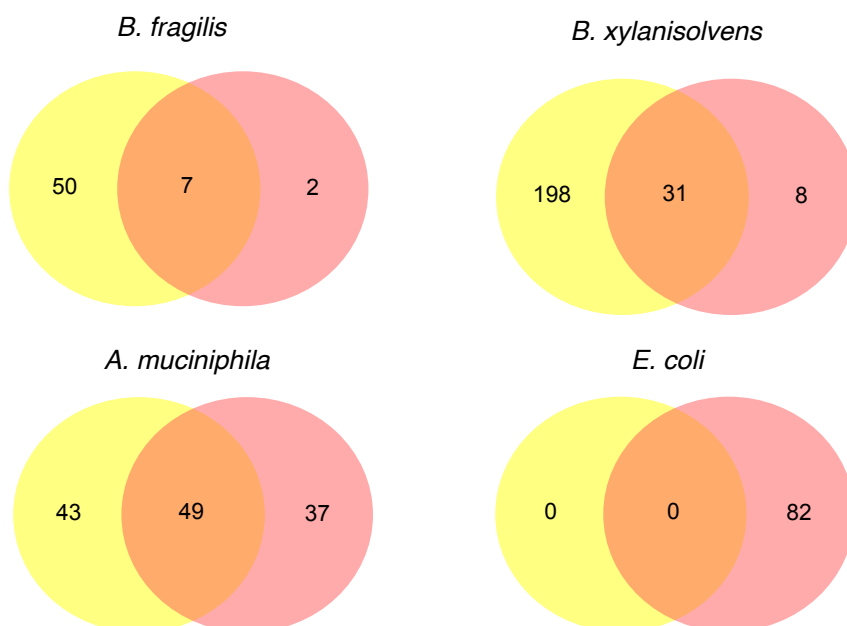 B. fragilis
50 7 2
B. xylanisolvens
198 31 8
A. muciniphila
43 49 37
E. coli
0 0 82